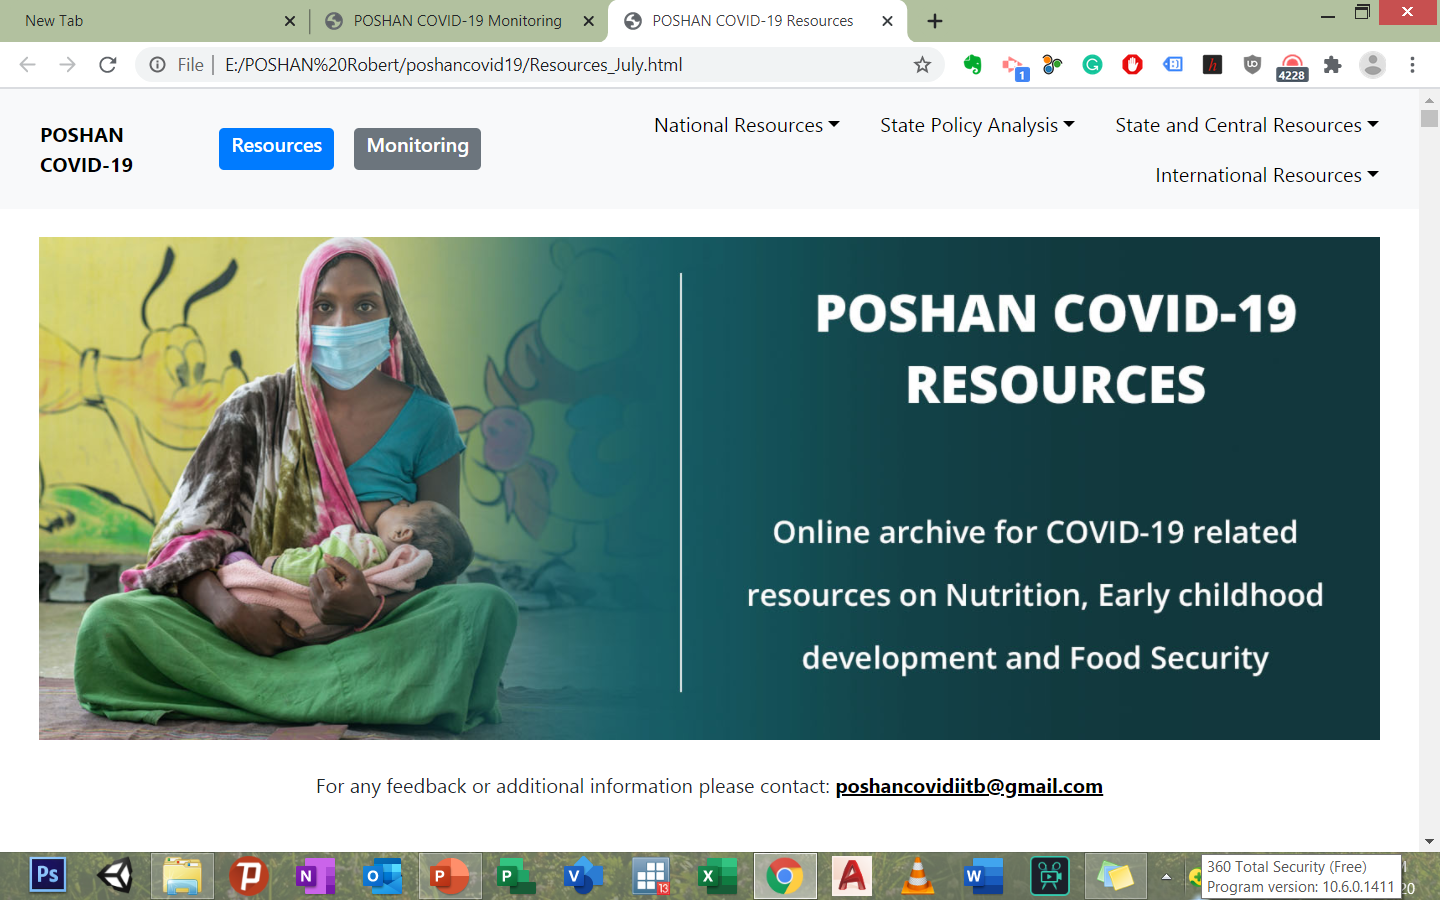 New Tab
POSHAN COVID-19 Monitoring
POSHAN COVID-19 Resources
File | E:/POSHAN%20Robert/poshancovid19/Resources_July.html
1
4228
POSHAN
COVID-19
Resources
Monitoring
National Resources
State Policy Analysis
State and Central Resources
International Resources
POSHAN COVID-19
RESOURCES
Online archive for COVID-19 related
resources on Nutrition, Early childhood
development and Food Security
For any feedback or additional information please contact: poshancovidiitb@gmail.com
Ps
N
O
P
P
V
13
X
A
W
360 Total Security (Free)
Program version: 10.6.0.1411